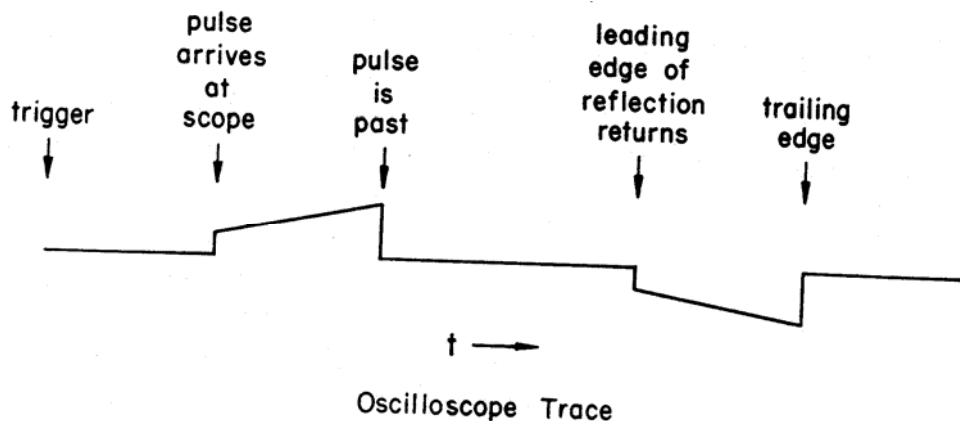 trigger
pulse
arrives
at
scope
pulse
is
past
leading
edge of
reflection
returns
trailing
edge
t
Oscilloscope Trace